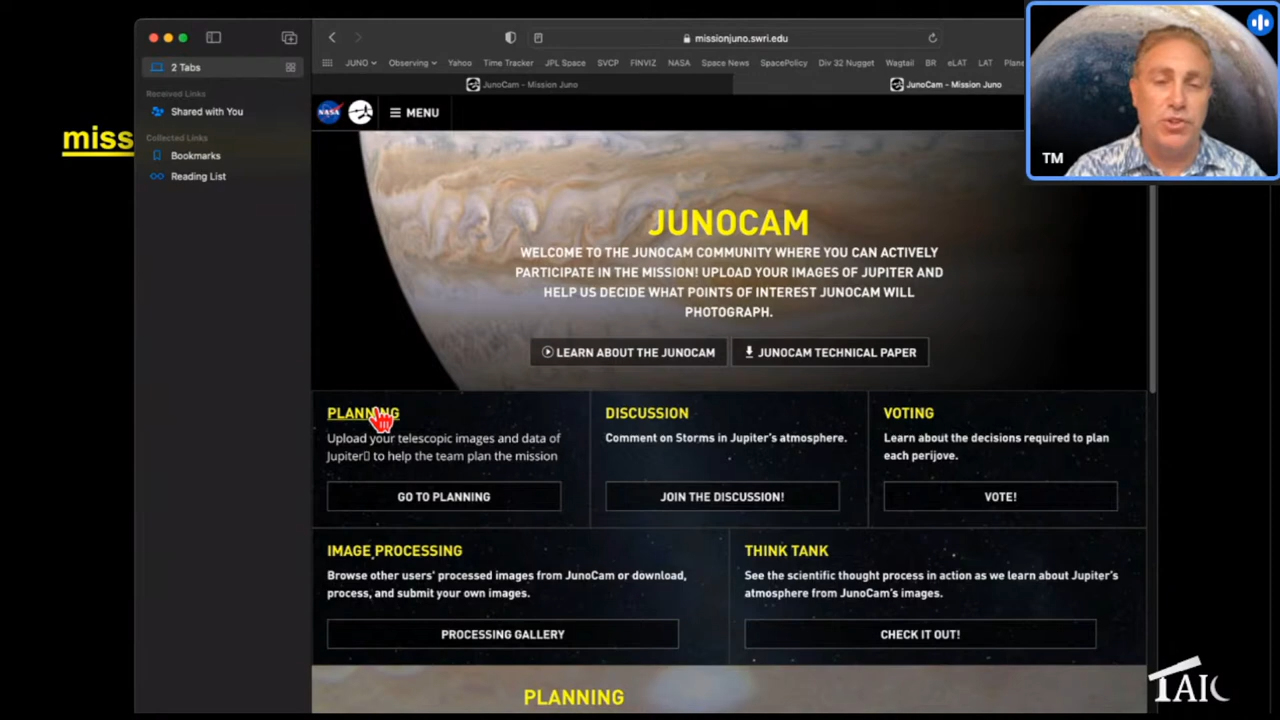 missionjuno.swri.edu
2 Tabs
JUNO
Observing
Yahoo
Time Tracker
JPL Space
SVCP
FINVIZ
NASA
Space News
SpacePolicy
Div 32 Nugget
Wagtail
BR
eLAT
LAT
Plane
Received Links
JunoCam - Mission Juno
JunoCam - Mission Juno
Shared with You
NASA
MENU
Collected Links
miss
Bookmarks
Reading List
TM
JUNOCAM
WELCOME TO THE JUNOCAM COMMUNITY WHERE YOU CAN ACTIVELY
PARTICIPATE IN THE MISSION! UPLOAD YOUR IMAGES OF JUPITER AND
HELP US DECIDE WHAT POINTS OF INTEREST JUNOCAM WILL
PHOTOGRAPH.
LEARN ABOUT THE JUNOCAM
JUNOCAM TECHNICAL PAPER
PLANNING
Upload your telescopic images and data of
Jupiter to help the team plan the mission
GO TO PLANNING
DISCUSSION
Comment on Storms in Jupiter's atmosphere.
JOIN THE DISCUSSION!
VOTING
Learn about the decisions required to plan
each perijove.
VOTE!
IMAGE PROCESSING
Browse other users' processed images from JunoCam or download,
process, and submit your own images.
PROCESSING GALLERY
THINK TANK
See the scientific thought process in action as we learn about Jupiter's
atmosphere from JunoCam's images.
CHECK IT OUT!
PLANNING
TAIC